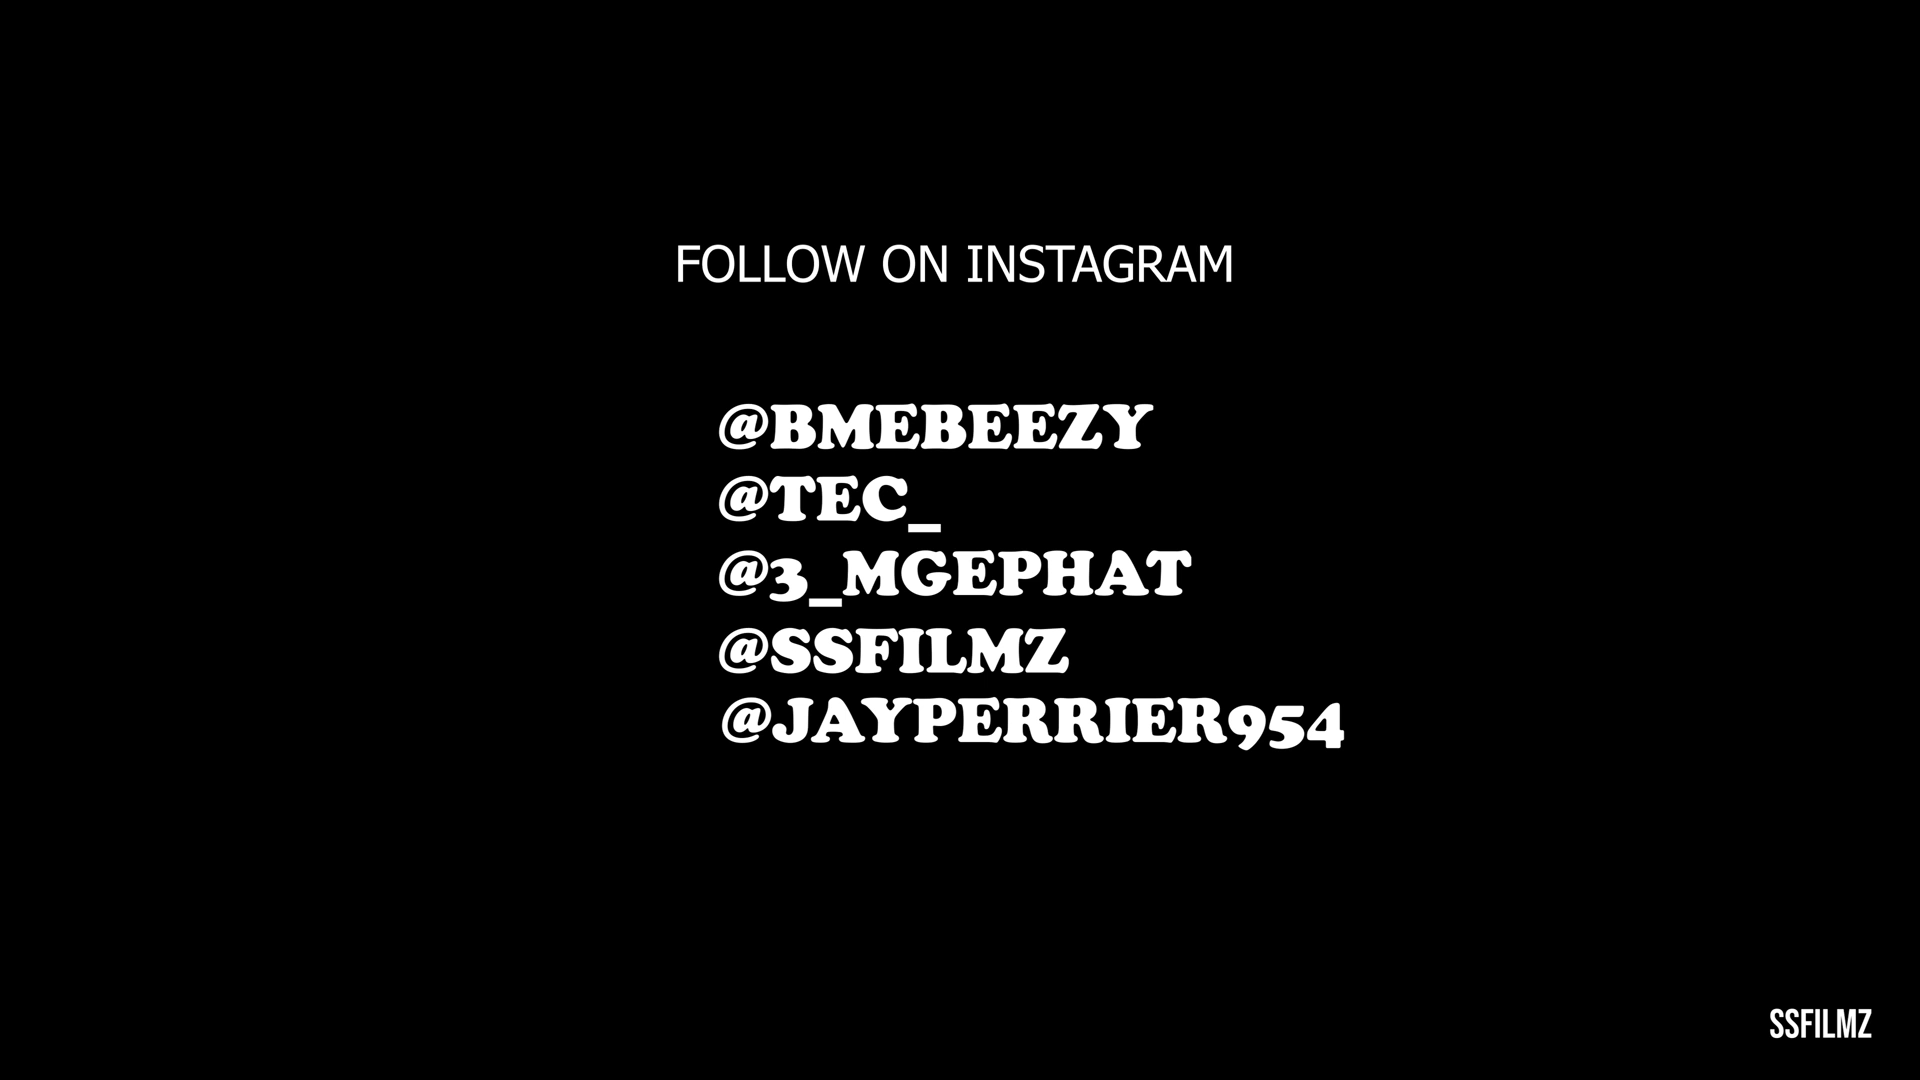 FOLLOW ON INSTAGRAM
@BMEBEEZY
@TEC_
@3_MGEPHAT
@SSFILMZ
@JAYPERRIER954
SSFILMZ